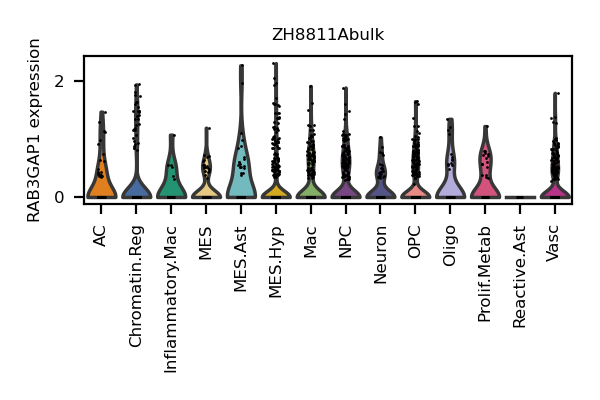 ZH8811Abulk
RAB3GAP1 expression
2
0
AC
Chromatin.Reg
Inflammatory.Mac
MES
MES.Ast
MES.Hyp
Mac
NPC
Neuron
OPC
Oligo
Prolif.Metab
Reactive.Ast
Vasc